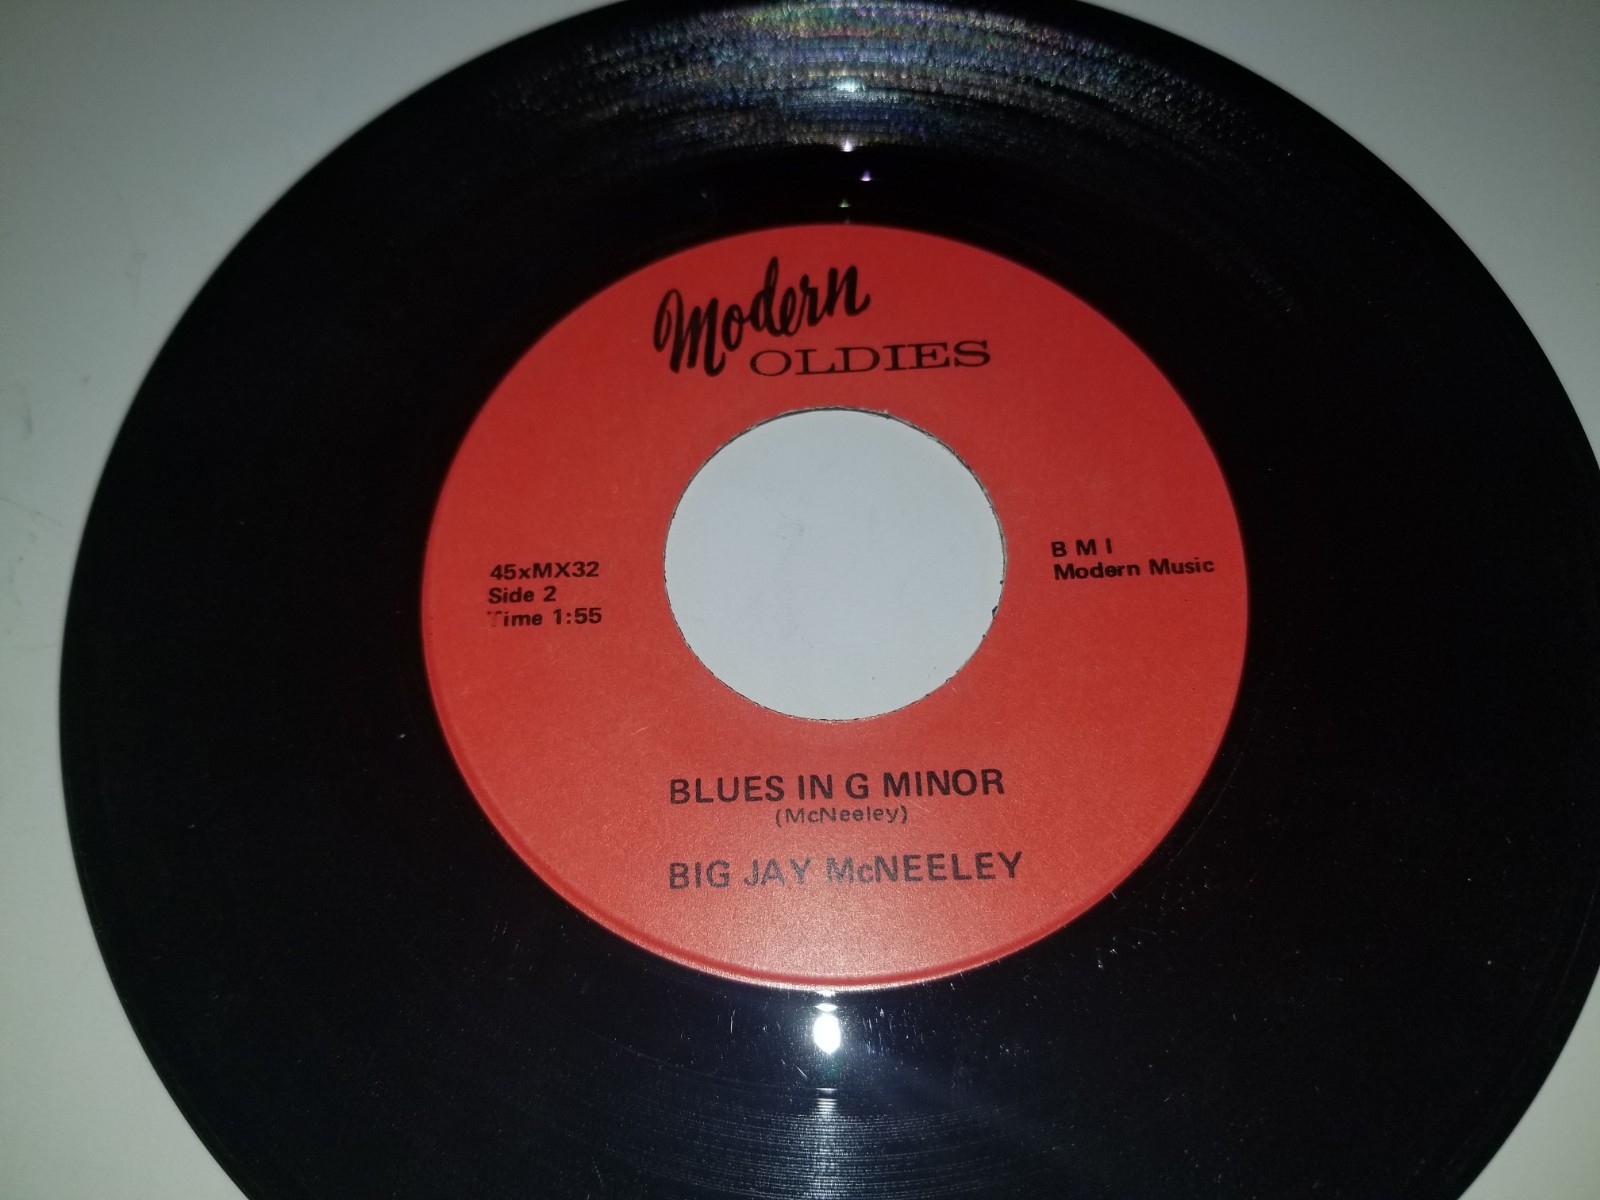 Modern
OLDIES
45xMX32
Side 2
Time 1:55
B M I
Modern Music
BLUES IN G MINOR
(McNeeley)
BIG JAY McNEELEY